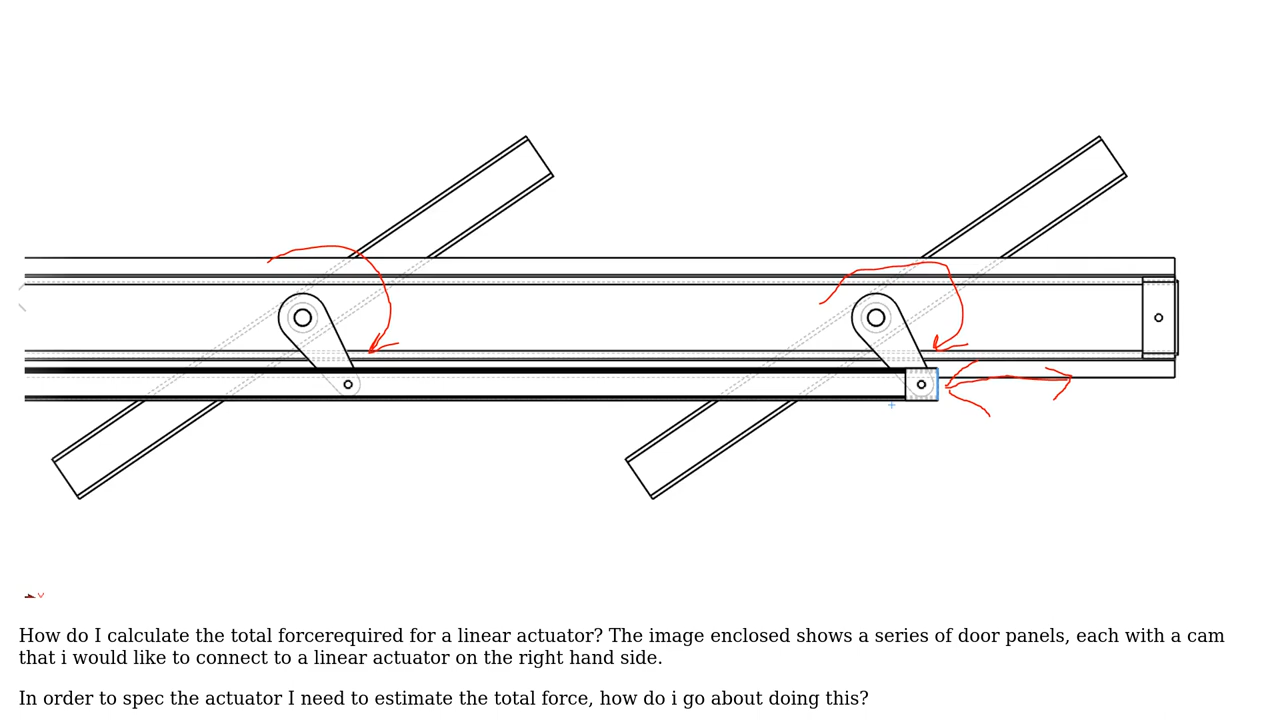 How do I calculate the total forcerequired for a linear actuator? The image enclosed shows a series of door panels, each with a cam
that i would like to connect to a linear actuator on the right hand side.
In order to spec the actuator I need to estimate the total force, how do i go about doing this?